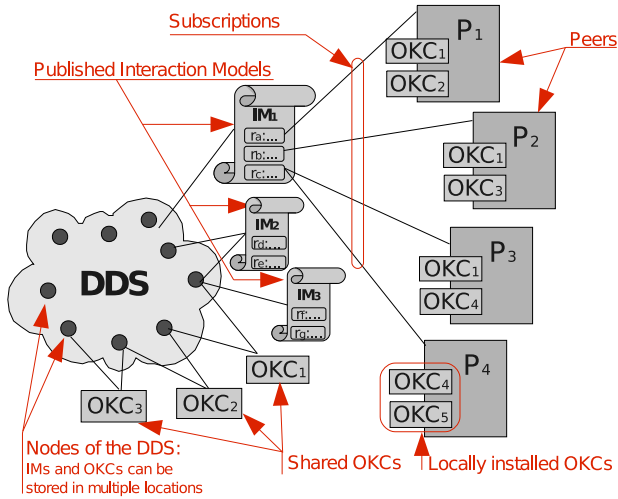 Subscriptions
P1
OKC1
OKC2
Peers
Published Interaction Models
IM1
ra:...
rb:...
rc:...
P2
OKC1
OKC3
IM2
rd:...
re:...
P3
OKC1
OKC4
DDS
IM3
rf:...
rg:...
P4
OKC4
OKC5
OKC1
OKC2
OKC3
Nodes of the DDS:
IMs and OKCs can be
stored in multiple locations
Shared OKCs
Locally installed OKCs